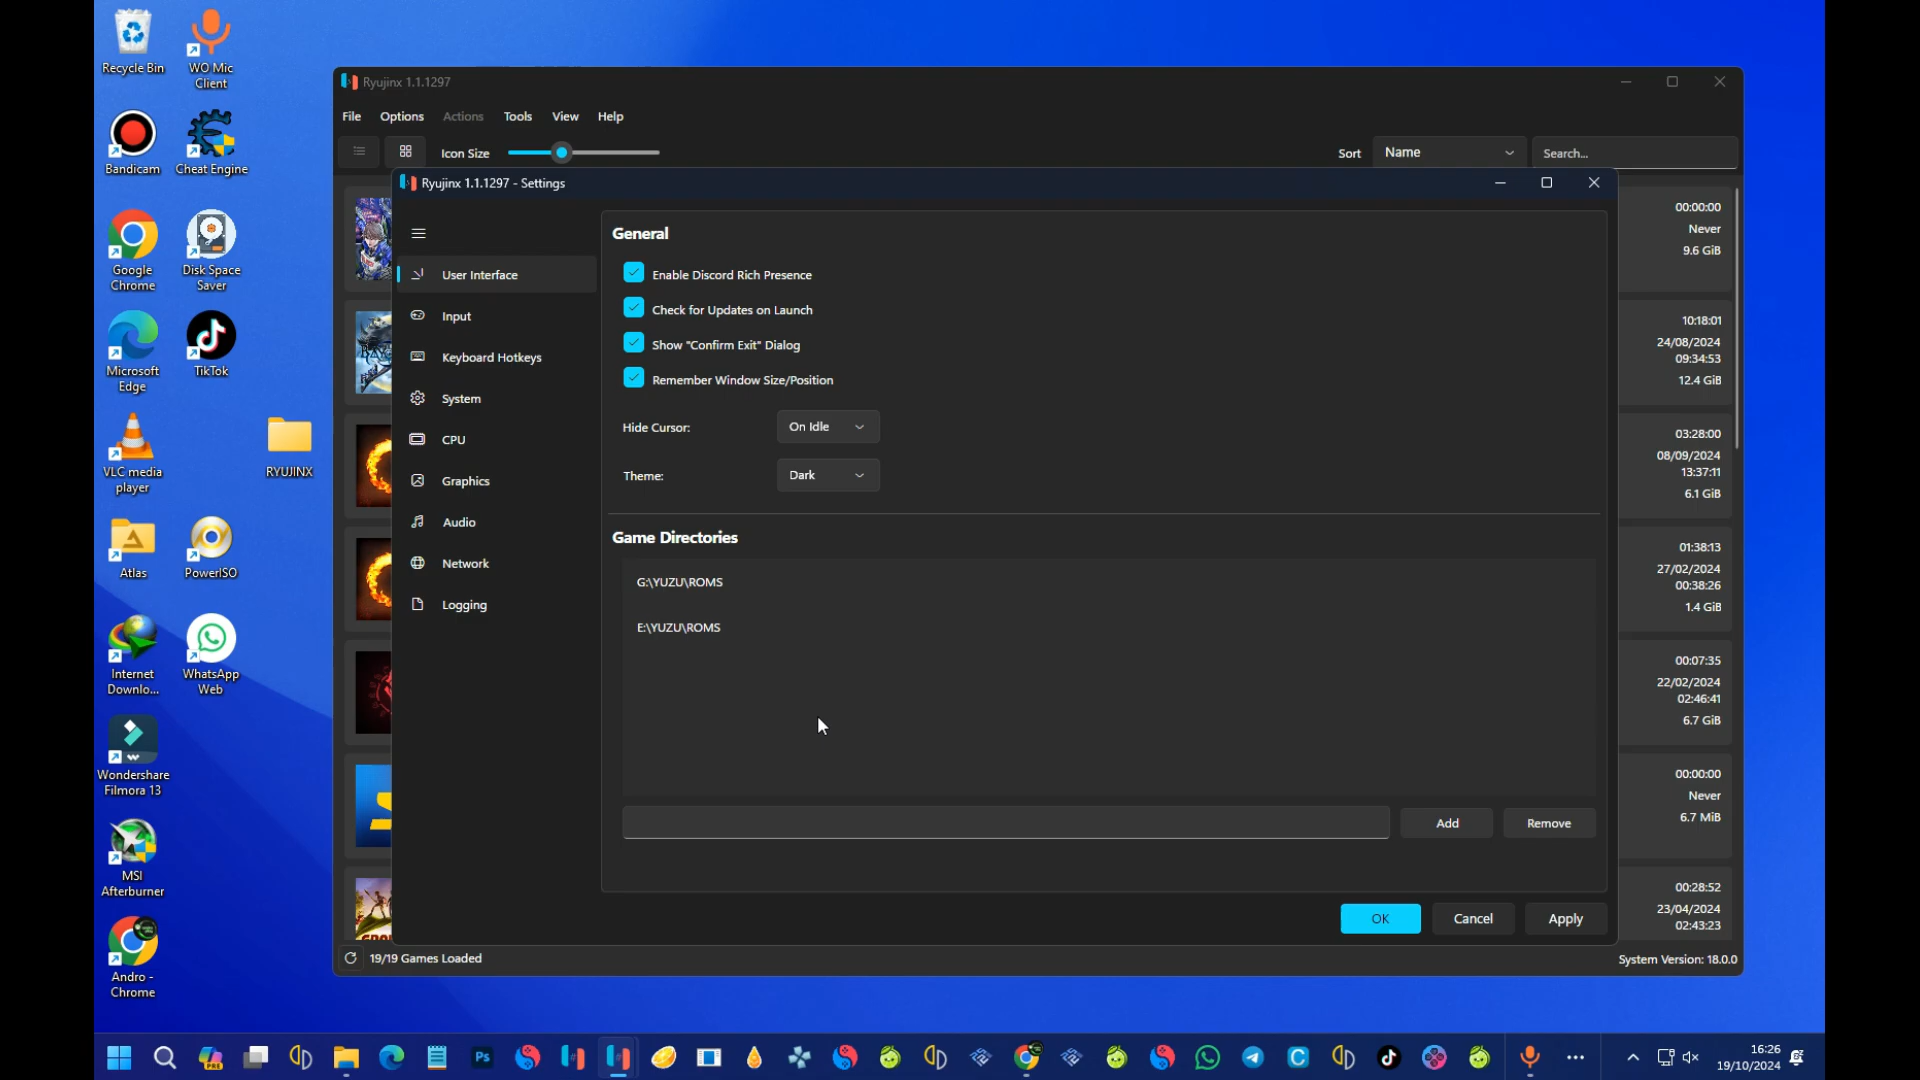 Recycle Bin
WO Mic
Client
Bandicam
Cheat Engine
Google
Chrome
Disk Space
Saver
Microsoft
Edge
TikTok
VLC media
player
RYUJINX
Atlas
PowerISO
Internet
Downlo...
WhatsApp
Web
Wondershare
Filmora 13
MSI
Afterburner
Andro -
Chrome
Ryujinx 1.1.1297
File Options Actions Tools View Help
Icon Size
Sort Name Search...
Ryujinx 1.1.1297 - Settings
User Interface
Input
Keyboard Hotkeys
System
CPU
Graphics
Audio
Network
Logging
General
Enable Discord Rich Presence
Check for Updates on Launch
Show "Confirm Exit" Dialog
Remember Window Size/Position
Hide Cursor: On Idle
Theme: Dark
Game Directories
G:\YUZU\ROMS
E:\YUZU\ROMS
Add Remove
OK Cancel Apply
00:00:00
Never
9.6 GiB
10:18:01
24/08/2024
09:34:53
12.4 GiB
03:28:00
08/09/2024
13:37:11
6.1 GiB
01:38:13
27/02/2024
00:38:26
1.4 GiB
00:07:35
22/02/2024
02:46:41
6.7 GiB
00:00:00
Never
6.7 MiB
00:28:52
23/04/2024
02:43:23
19/19 Games Loaded
System Version: 18.0.0
PRE
Ps
C
16:26
19/10/2024